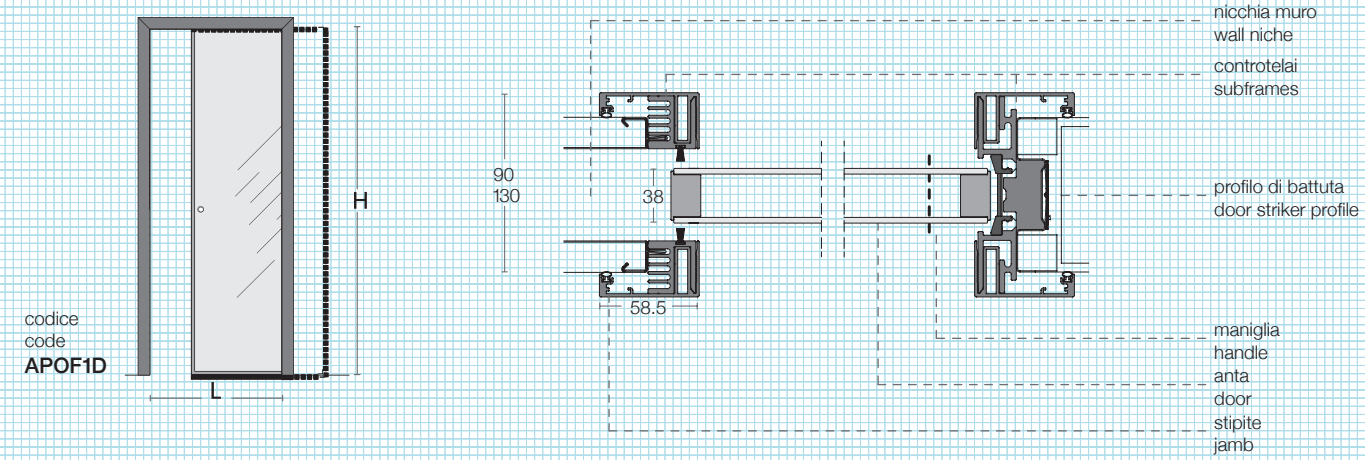 codice
code
APOF1D
L
H
90
130
38
58.5
nicchia muro
wall niche
controtelai
subframes
profilo di battuta
door striker profile
maniglia
handle
anta
door
stipite
jamb